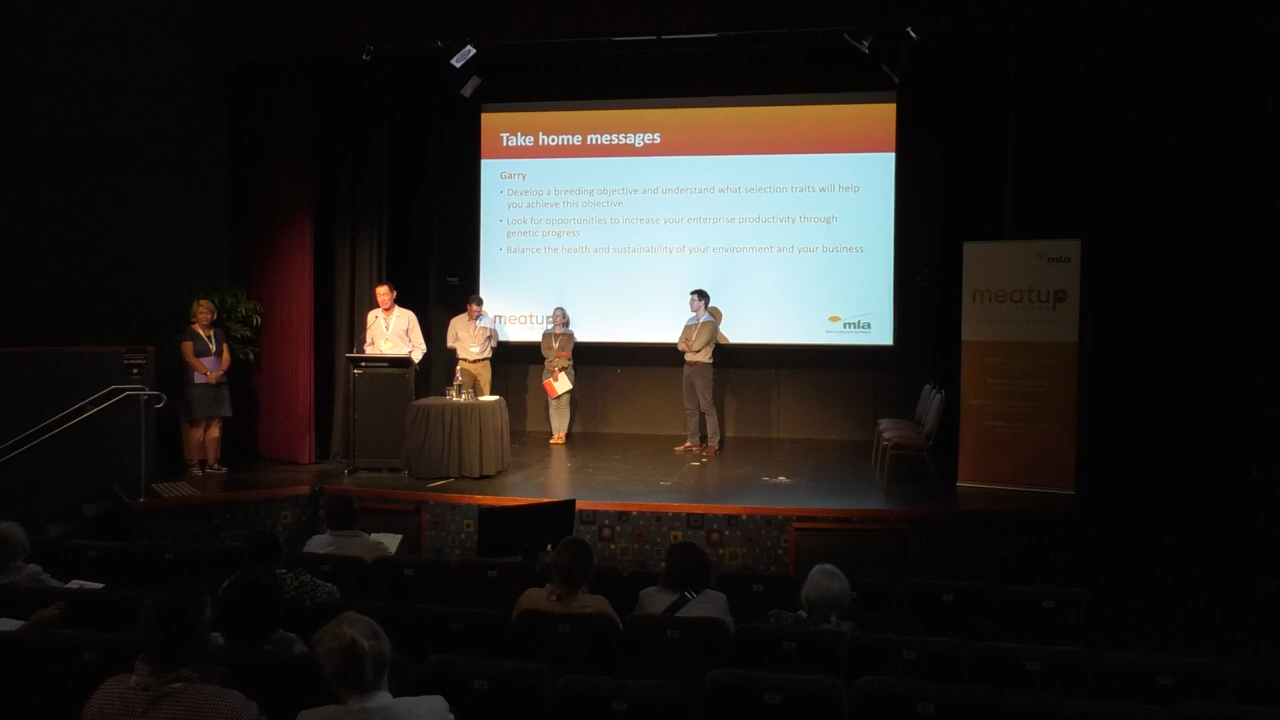 Take home messages
Garry
• Develop a breeding objective and understand what selection traits will help
you achieve this objective
• Look for opportunities to increase your enterprise productivity through
genetic progress
• Balance the health and sustainability of your environment and your business
meatup
mla
mla
meatup
FORUM